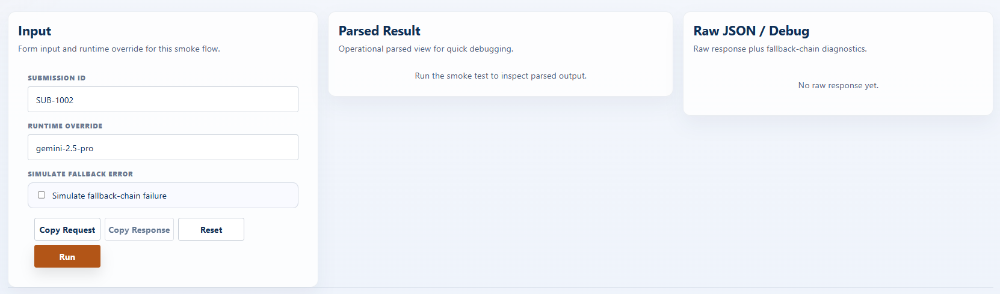 Input
Form input and runtime override for this smoke flow.
SUBMISSION ID
SUB-1002
RUNTIME OVERRIDE
gemini-2.5-pro
SIMULATE FALLBACK ERROR
Simulate fallback-chain failure
Copy Request Copy Response Reset
Run
Parsed Result
Operational parsed view for quick debugging.
Run the smoke test to inspect parsed output.
Raw JSON / Debug
Raw response plus fallback-chain diagnostics.
No raw response yet.